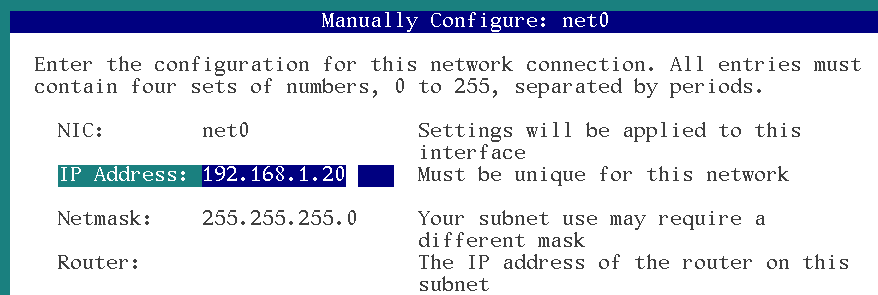 Manually Configure: net0
Enter the configuration for this network connection. All entries must
contain four sets of numbers, 0 to 255, separated by periods.
NIC: net0 Settings will be applied to this
interface
IP Address: 192.168.1.20 Must be unique for this network
Netmask: 255.255.255.0 Your subnet use may require a
different mask
Router: The IP address of the router on this
subnet